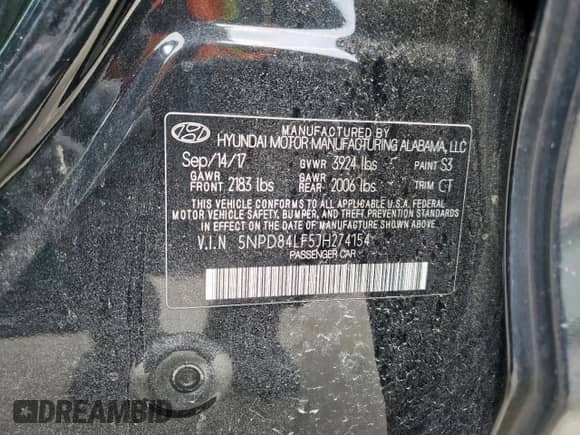 MANUFACTURED BY
HYUNDAI MOTOR MANUFACTURING ALABAMA, LLC
Sep/14/17 GVWR 3924 lbs PAINT S3
GAWR FRONT 2183 lbs GAWR REAR 2006 lbs TRIM CT
THIS VEHICLE CONFORMS TO ALL APPLICABLE U.S.A. FEDERAL
MOTOR VEHICLE SAFETY, BUMPER, AND THEFT PREVENTION STANDARDS
IN EFFECT ON THE DATE OF MANUFACTURE SHOWN ABOVE.
V.I.N 5NPD84LF5JH274154
PASSENGER CAR
DREAMBID